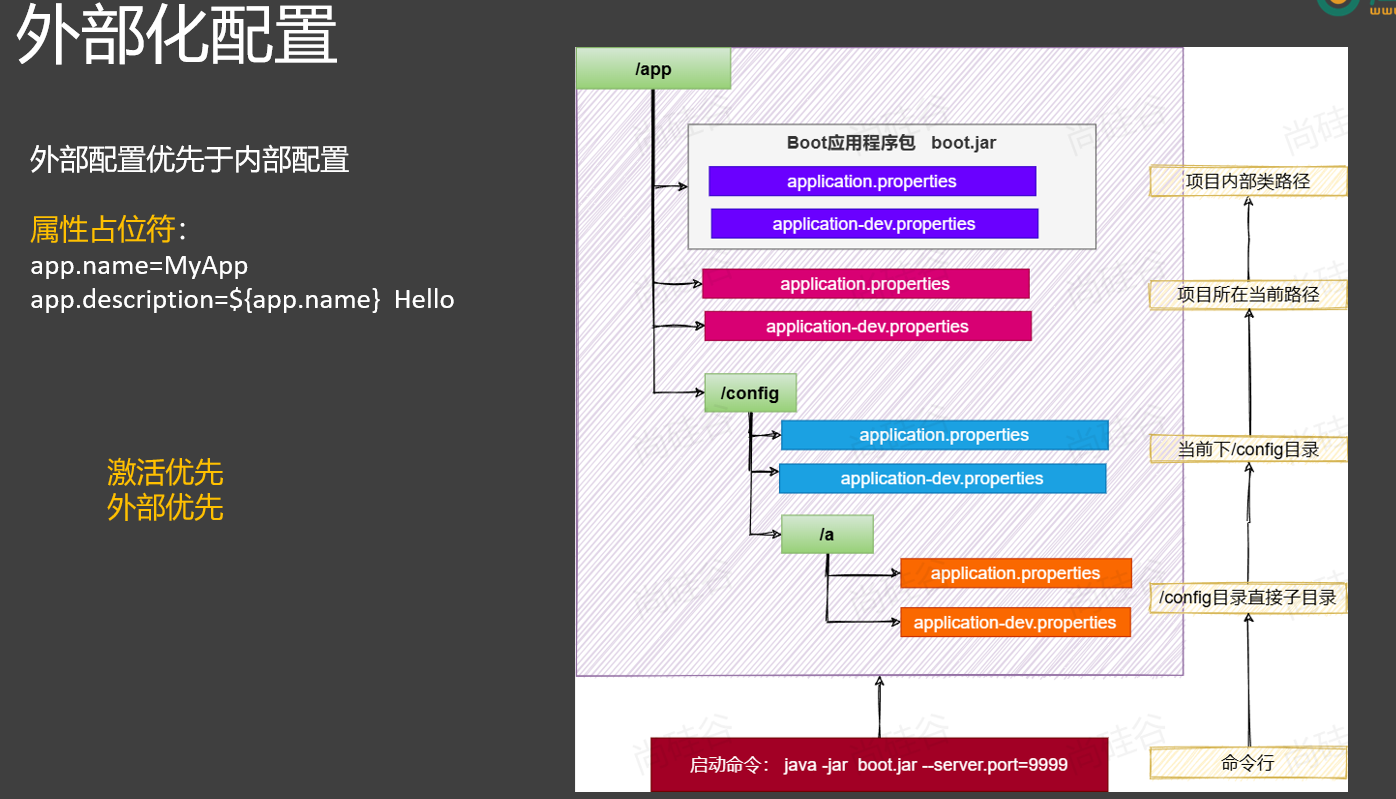 外部化配置
外部配置优先于内部配置
属性占位符：
app.name=MyApp
app.description=${app.name} Hello
激活优先
外部优先
/app
Boot应用程序包 boot.jar
application.properties
application-dev.properties
application.properties
application-dev.properties
/config
application.properties
application-dev.properties
/a
application.properties
application-dev.properties
启动命令： java -jar boot.jar --server.port=9999
项目内部类路径
项目所在当前路径
当前下/config目录
/config目录直接子目录
命令行
尚硅谷